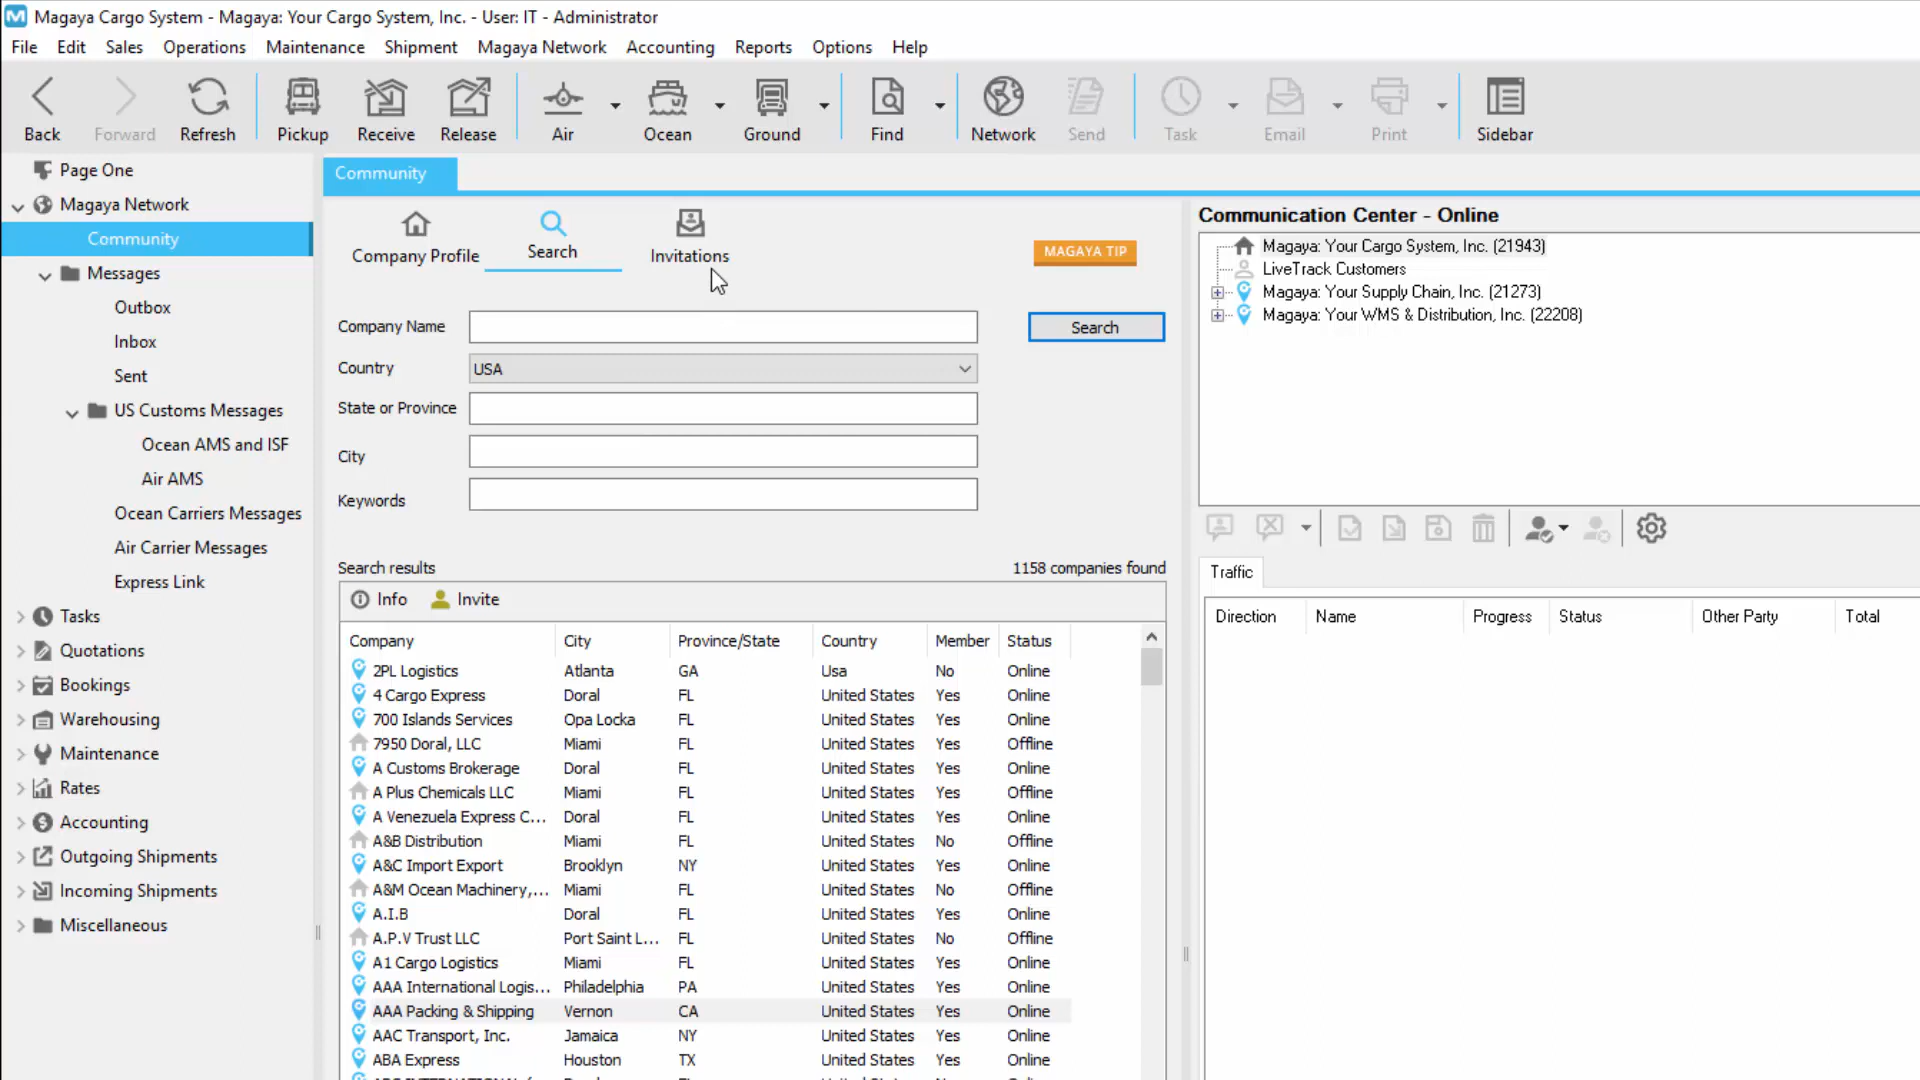 Magaya Cargo System - Magaya: Your Cargo System, Inc. - User: IT - Administrator
File Edit Sales Operations Maintenance Shipment Magaya Network Accounting Reports Options Help
Back Forward Refresh Pickup Receive Release Air Ocean Ground Find Network Send Task Email Print Sidebar
Page One
Magaya Network
Community
Messages
Outbox
Inbox
Sent
US Customs Messages
Ocean AMS and ISF
Air AMS
Ocean Carriers Messages
Air Carrier Messages
Express Link
Tasks
Quotations
Bookings
Warehousing
Maintenance
Rates
Accounting
Outgoing Shipments
Incoming Shipments
Miscellaneous
Community
Company Profile Search Invitations
MAGAYA TIP
Company Name
Search
Country USA
State or Province
City
Keywords
Search results 1158 companies found
Info Invite
Company City Province/State Country Member Status
2PL Logistics Atlanta GA Usa No Online
4 Cargo Express Doral FL United States Yes Online
700 Islands Services Opa Locka FL United States Yes Online
7950 Doral, LLC Miami FL United States Yes Offline
A Customs Brokerage Doral FL United States Yes Online
A Plus Chemicals LLC Miami FL United States Yes Offline
A Venezuela Express C... Doral FL United States Yes Online
A&B Distribution Miami FL United States No Offline
A&C Import Export Brooklyn NY United States Yes Online
A&M Ocean Machinery,... Miami FL United States No Offline
A.I.B Doral FL United States Yes Online
A.P.V Trust LLC Port Saint L... FL United States No Offline
A1 Cargo Logistics Miami FL United States Yes Online
AAA International Logis... Philadelphia PA United States Yes Online
AAA Packing & Shipping Vernon CA United States Yes Online
AAC Transport, Inc. Jamaica NY United States Yes Online
ABA Express Houston TX United States Yes Online
Communication Center - Online
Magaya: Your Cargo System, Inc. (21943)
LiveTrack Customers
Magaya: Your Supply Chain, Inc. (21273)
Magaya: Your WMS & Distribution, Inc. (22208)
Traffic
Direction Name Progress Status Other Party Total